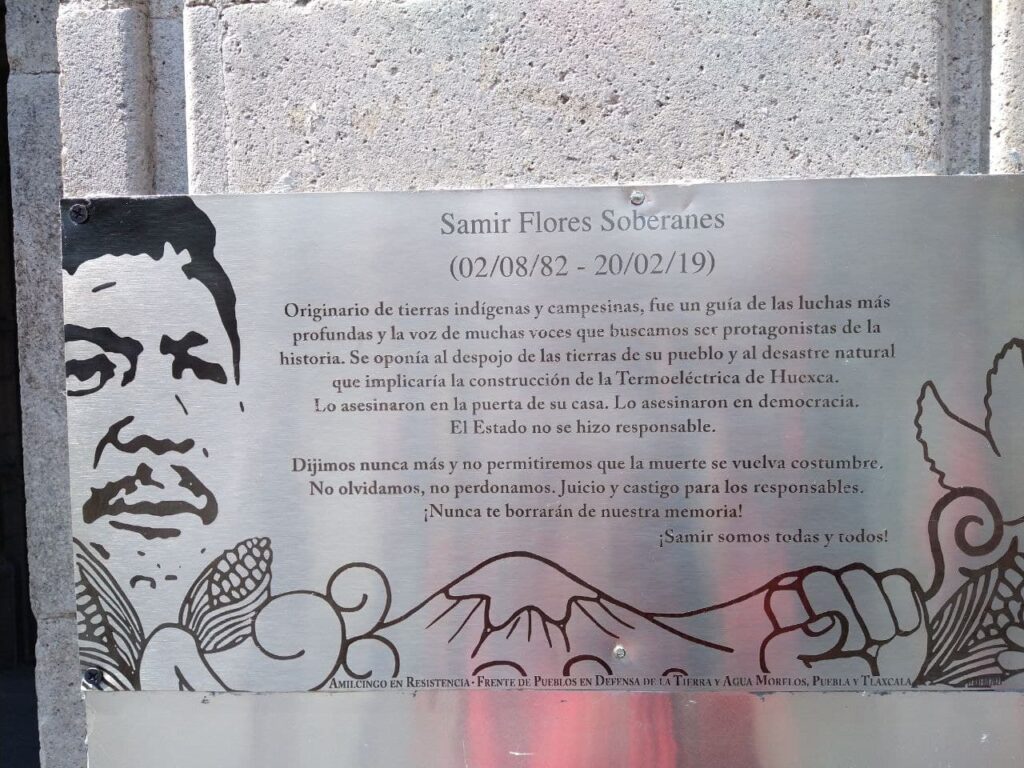 Samir Flores Soberanes
(02/08/82 - 20/02/19)
Originario de tierras indígenas y campesinas, fue un guía de las luchas más
profundas y la voz de muchas voces que buscamos ser protagonistas de la
historia. Se oponía al despojo de las tierras de su pueblo y al desastre natural
que implicaría la construcción de la Termoeléctrica de Huexca.
Lo asesinaron en la puerta de su casa. Lo asesinaron en democracia.
El Estado no se hizo responsable.
Dijimos nunca más y no permitiremos que la muerte se vuelva costumbre.
No olvidamos, no perdonamos. Juicio y castigo para los responsables.
¡Nunca te borrarán de nuestra memoria!
¡Samir somos todas y todos!
Amilcingo en Resistencia · Frente de Pueblos en Defensa de la Tierra y Agua Morelos, Puebla y Tlaxcala